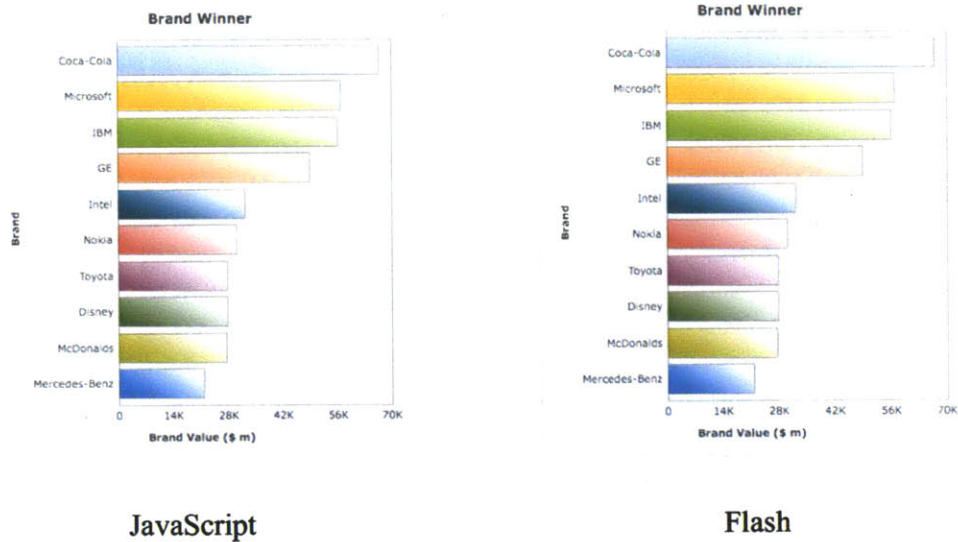 Brand Winner
Coca-Cola
Microsoft
IBM
GE
Intel
Nokia
Toyota
Disney
McDonalds
Mercedes-Benz
Brand
0 14K 28K 42K 56K 70K
Brand Value ($ m)
JavaScript
Brand Winner
Coca-Cola
Microsoft
IBM
GE
Intel
Nokia
Toyota
Disney
McDonalds
Mercedes-Benz
Brand
0 14K 28K 42K 56K 70K
Brand Value ($ m)
Flash